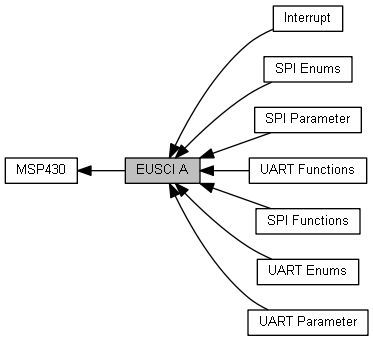 Interrupt
SPI Enums
SPI Parameter
MSP430
EUSCI A
UART Functions
SPI Functions
UART Enums
UART Parameter